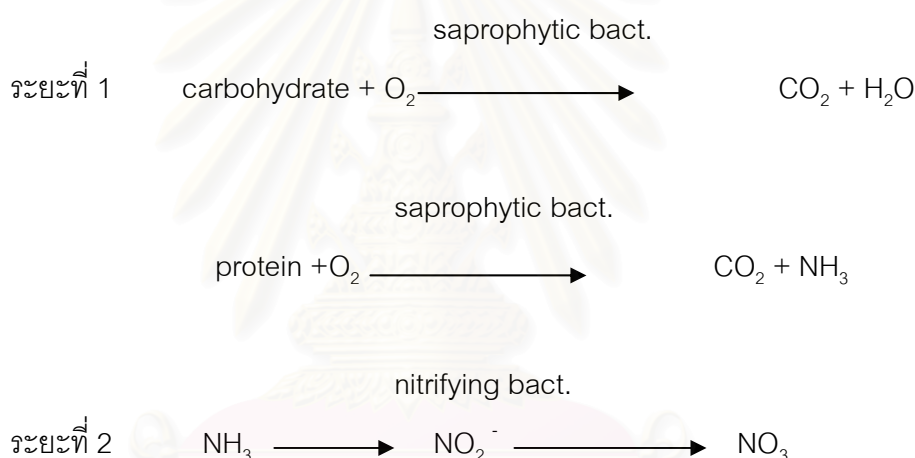 saprophytic bact.
ระยะที่ 1 carbohydrate + O₂ ⟶ CO₂ + H₂O
saprophytic bact.
protein +O₂ ⟶ CO₂ + NH₃
nitrifying bact.
ระยะที่ 2 NH₃ ⟶ NO₂⁻ ⟶ NO₃